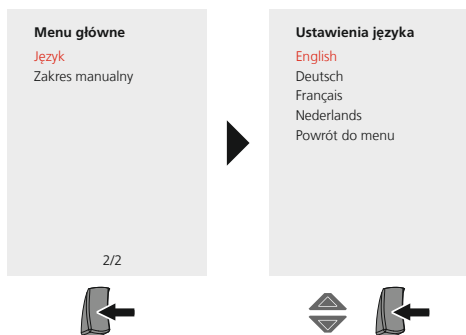 Menu główne
Język
Zakres manualny
2/2
Ustawienia języka
English
Deutsch
Français
Nederlands
Powrót do menu